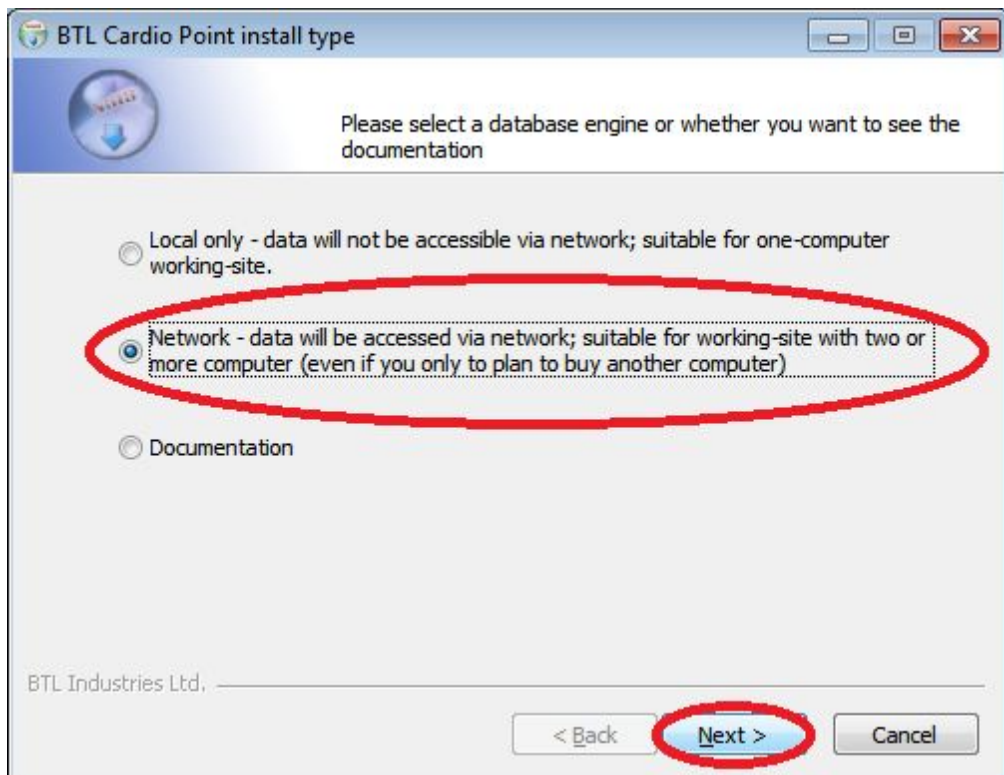 BTL Cardio Point install type
Please select a database engine or whether you want to see the
documentation
Local only - data will not be accessible via network; suitable for one-computer
working-site.
Network - data will be accessed via network; suitable for working-site with two or
more computer (even if you only to plan to buy another computer)
Documentation
BTL Industries Ltd.
< Back
Next >
Cancel